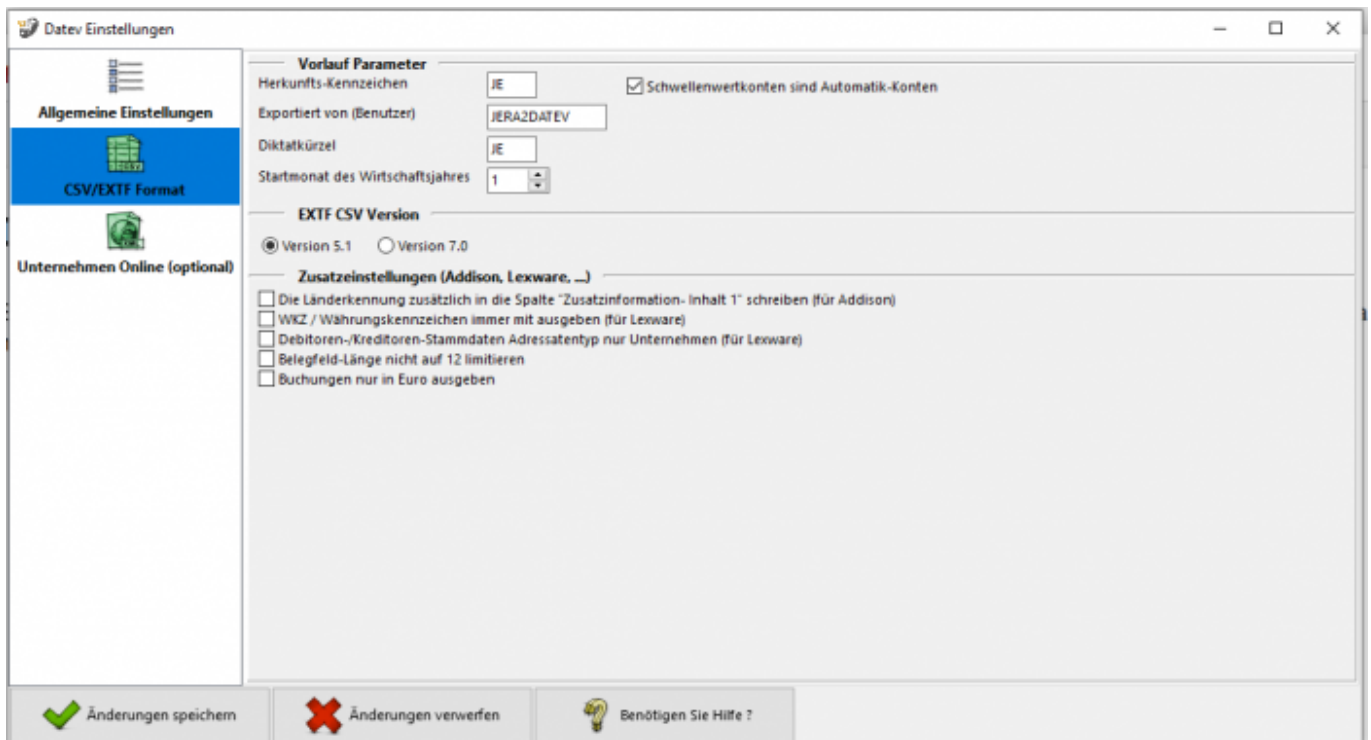 Datev Einstellungen
Allgemeine Einstellungen
CSV/EXTF Format
Unternehmen Online (optional)
Vorlauf Parameter
Herkunfts-Kennzeichen JE Schwellenwertkonten sind Automatik-Konten
Exportiert von (Benutzer) JERA2DATEV
Diktatkürzel JE
Startmonat des Wirtschaftsjahres 1
EXTF CSV Version
Version 5.1 Version 7.0
Zusatzeinstellungen (Addison, Lexware, ...)
Die Länderkennung zusätzlich in die Spalte "Zusatzinformation- Inhalt 1" schreiben (für Addison)
WKZ / Währungskennzeichen immer mit ausgeben (für Lexware)
Debitoren-/Kreditoren-Stammdaten Adressatentyp nur Unternehmen (für Lexware)
Belegfeld-Länge nicht auf 12 limitieren
Buchungen nur in Euro ausgeben
Änderungen speichern Änderungen verwerfen Benötigen Sie Hilfe ?